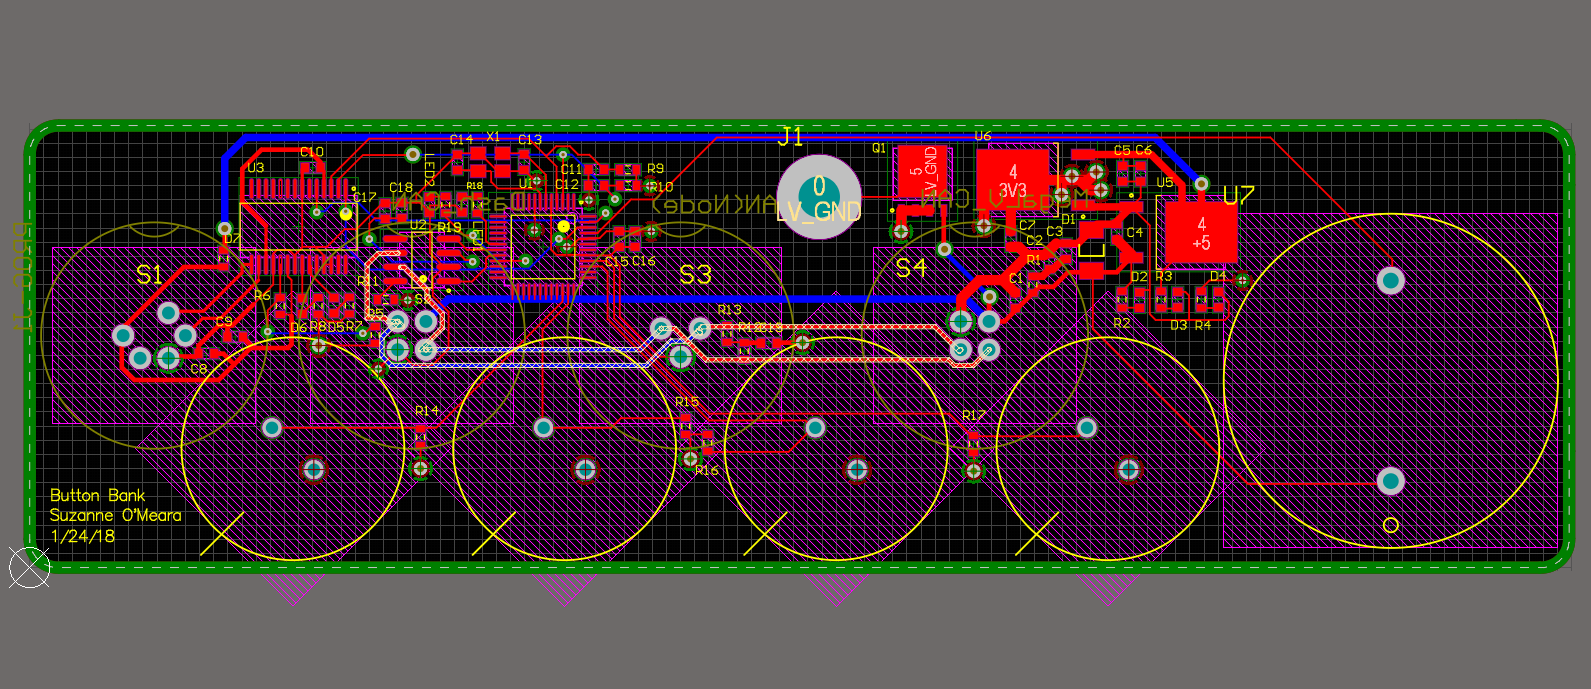 J1
U6
C14
X1
C13
Q1
C10
U3
LED2
C11
R9
C5
C6
C12
R10
U5
U7
C17
C18
R18
U1
5
LV_GND
4
3V3
0
LV_GND
D1
U2
R19
C7
C3
C4
4
+5
D7
C2
C15
C16
S1
S3
S4
R1
C1
R11
D2
R3
D4
R6
R5
R13
D6
R8
D5
R7
C9
R12
R2
D3
R4
C8
R14
R15
R17
R16
Button Bank
Suzanne O'Meara
1/24/18